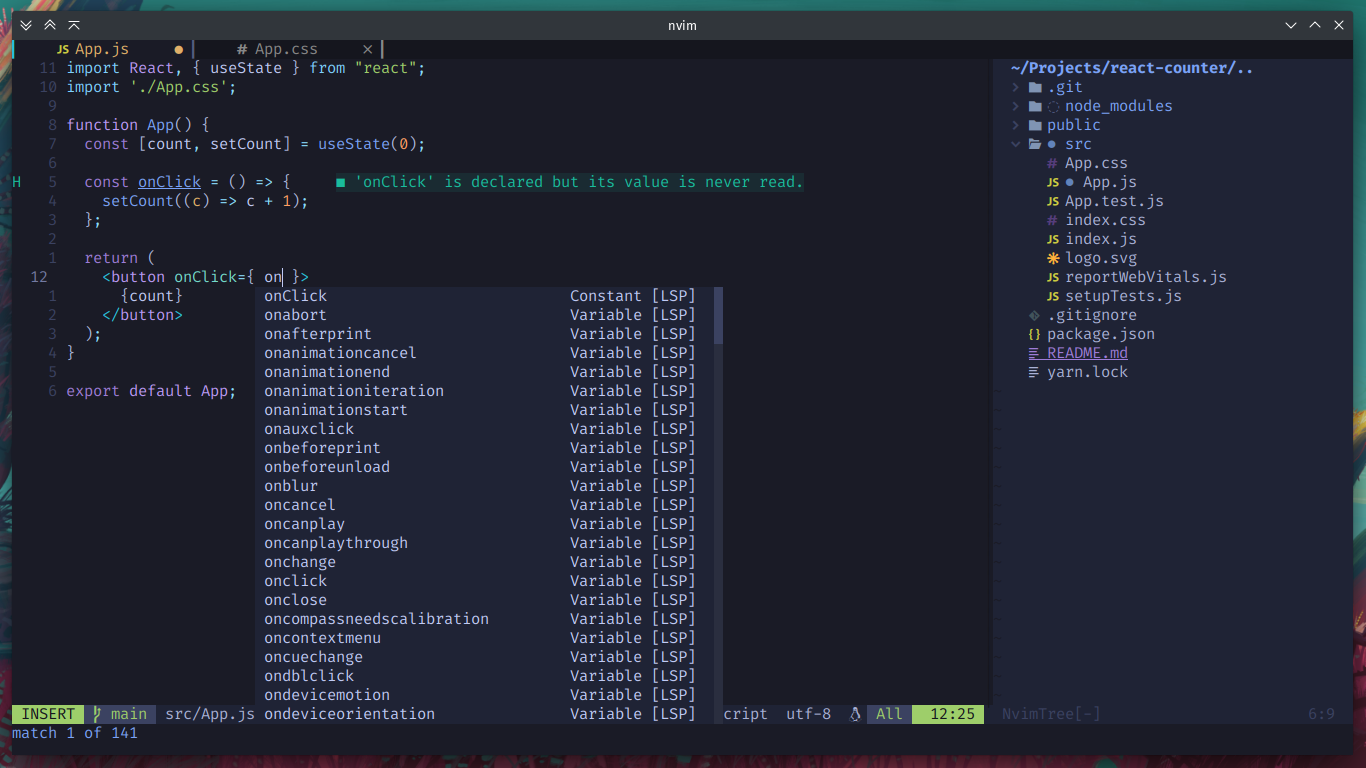 nvim
JS App.js ● # App.css ×
11 import React, { useState } from "react";
10 import './App.css';
9
8 function App() {
7 const [count, setCount] = useState(0);
6
H 5 const onClick = () => { ■ 'onClick' is declared but its value is never read.
4 setCount((c) => c + 1);
3 };
2
1 return (
12 <button onClick={ on }>
1 {count}
2 </button>
3 );
4 }
5
6 export default App;
onClick Constant [LSP]
onabort Variable [LSP]
onafterprint Variable [LSP]
onanimationcancel Variable [LSP]
onanimationend Variable [LSP]
onanimationiteration Variable [LSP]
onanimationstart Variable [LSP]
onauxclick Variable [LSP]
onbeforeprint Variable [LSP]
onbeforeunload Variable [LSP]
onblur Variable [LSP]
oncancel Variable [LSP]
oncanplay Variable [LSP]
oncanplaythrough Variable [LSP]
onchange Variable [LSP]
onclick Variable [LSP]
onclose Variable [LSP]
oncompassneedscalibration Variable [LSP]
oncontextmenu Variable [LSP]
oncuechange Variable [LSP]
ondblclick Variable [LSP]
ondevicemotion Variable [LSP]
ondeviceorientation Variable [LSP]
~/Projects/react-counter/..
.git
node_modules
public
src
# App.css
JS App.js
JS App.test.js
# index.css
JS index.js
logo.svg
JS reportWebVitals.js
JS setupTests.js
.gitignore
{} package.json
README.md
yarn.lock
INSERT main src/App.js cript utf-8 All 12:25 NvimTree[-] 6:9
match 1 of 141